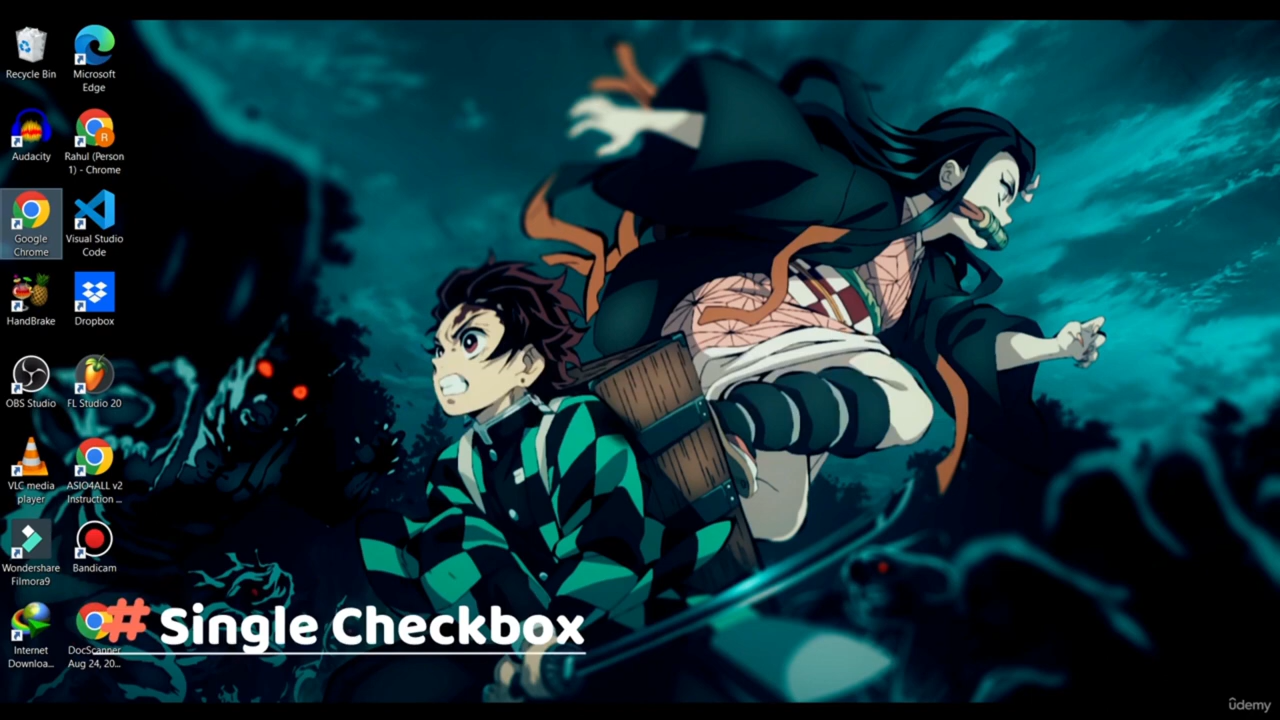 Recycle Bin
Microsoft
Edge
Audacity
Rahul (Person
1) - Chrome
R
Google
Chrome
Visual Studio
Code
HandBrake
Dropbox
OBS Studio
FL Studio 20
VLC media
player
ASIO4ALL v2
Instruction ...
Wondershare
Filmora9
Bandicam
Internet
Downloa...
DocScanner
Aug 24, 20...
# Single Checkbox
ûdemy